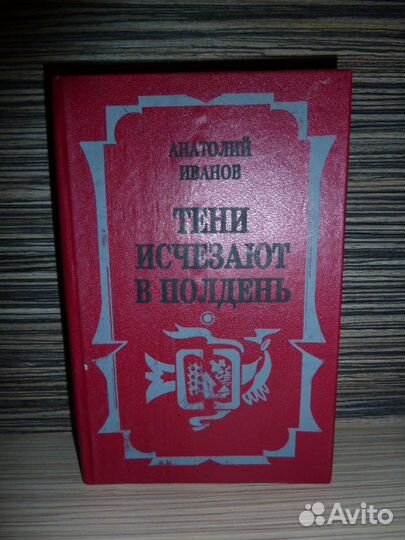 АНАТОЛИЙ
ИВАНОВ
ТЕНИ
ИСЧЕЗАЮТ
В ПОЛДЕНЬ
Avito